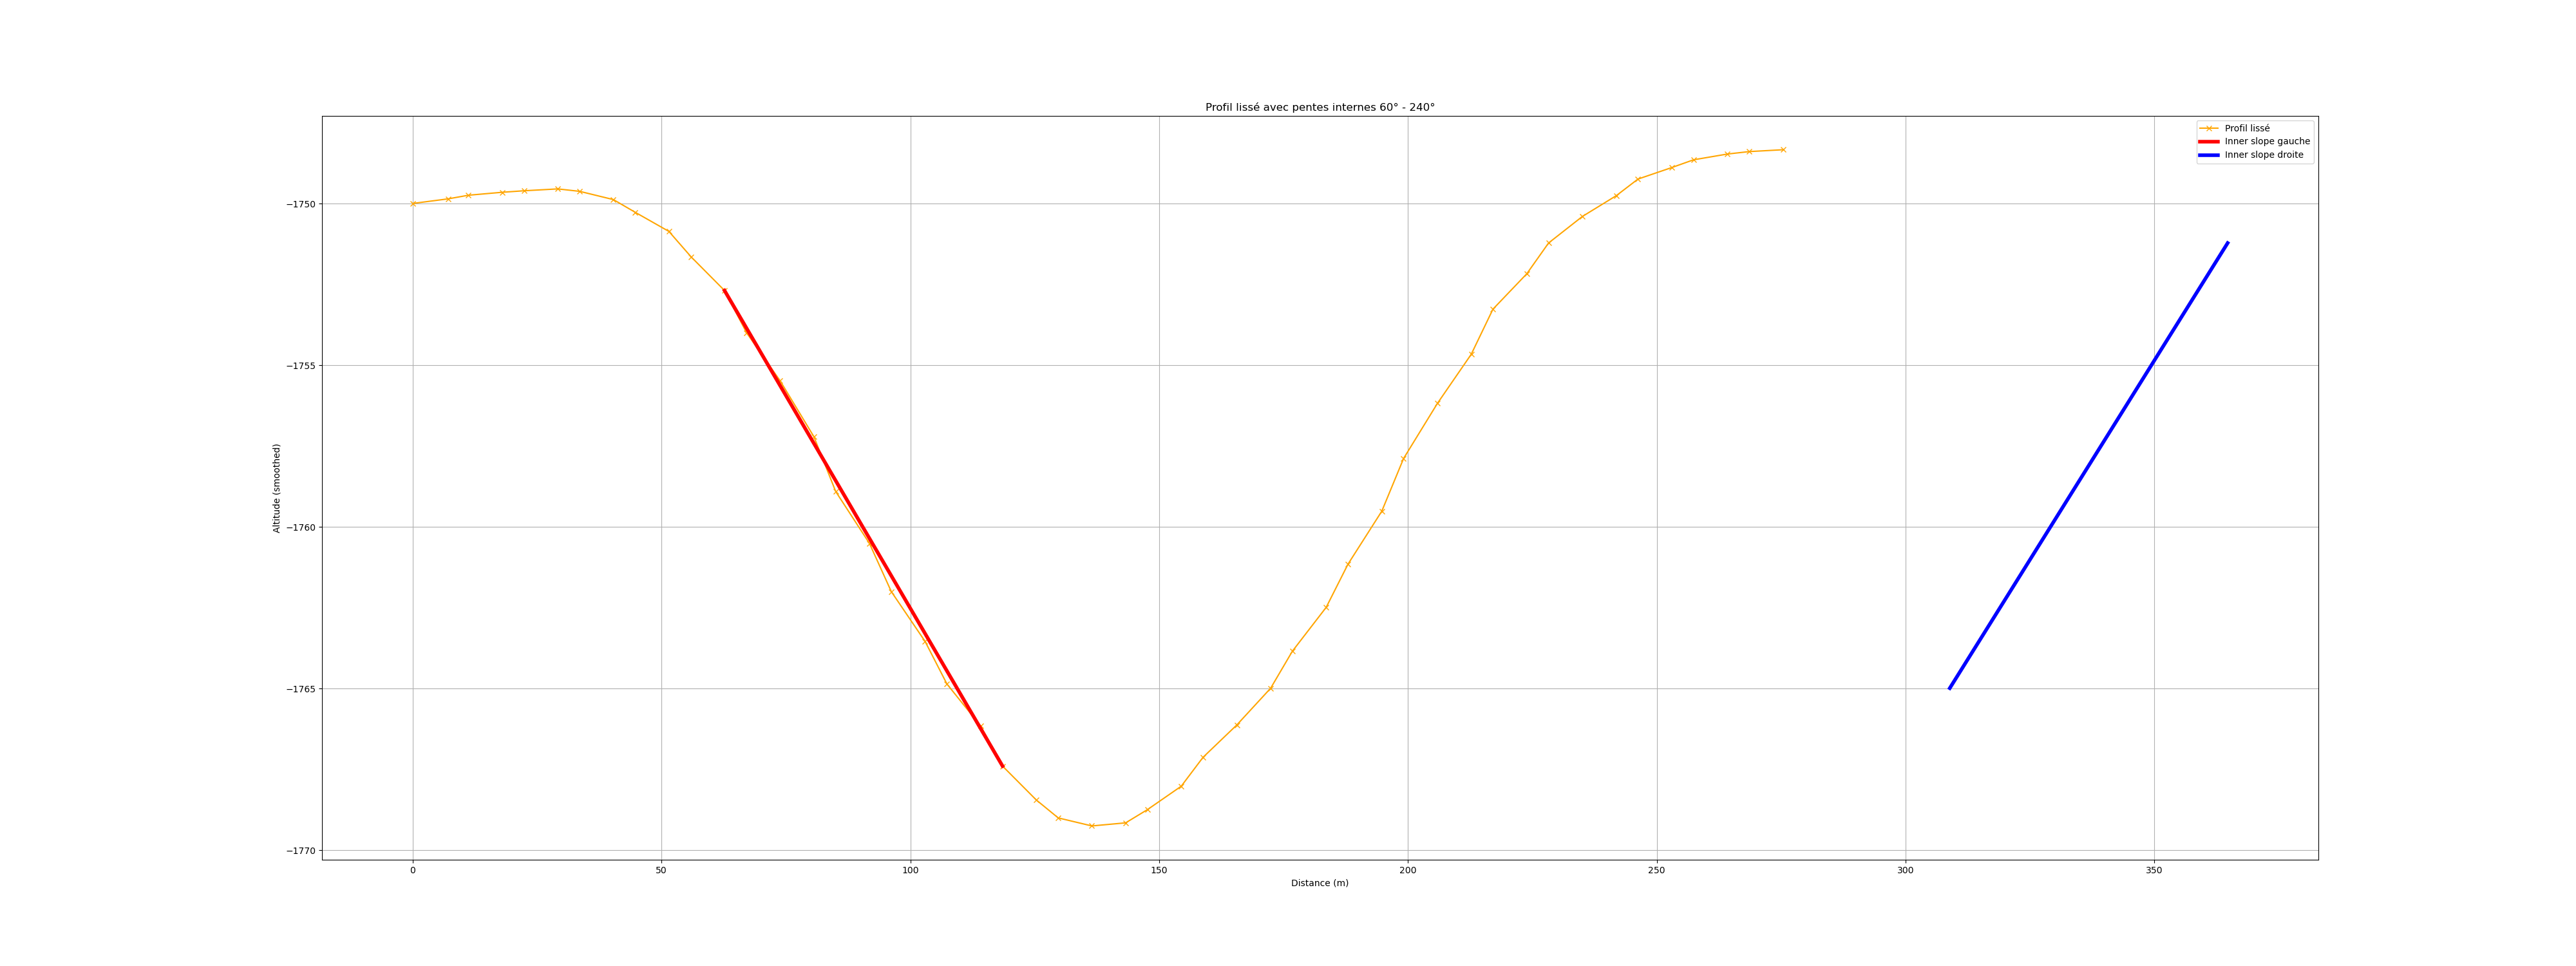 Profil lissé avec pentes internes 60° - 240°
Profil lissé
Inner slope gauche
Inner slope droite
−1750
−1755
−1760
−1765
−1770
Altitude (smoothed)
0 50 100 150 200 250 300 350
Distance (m)